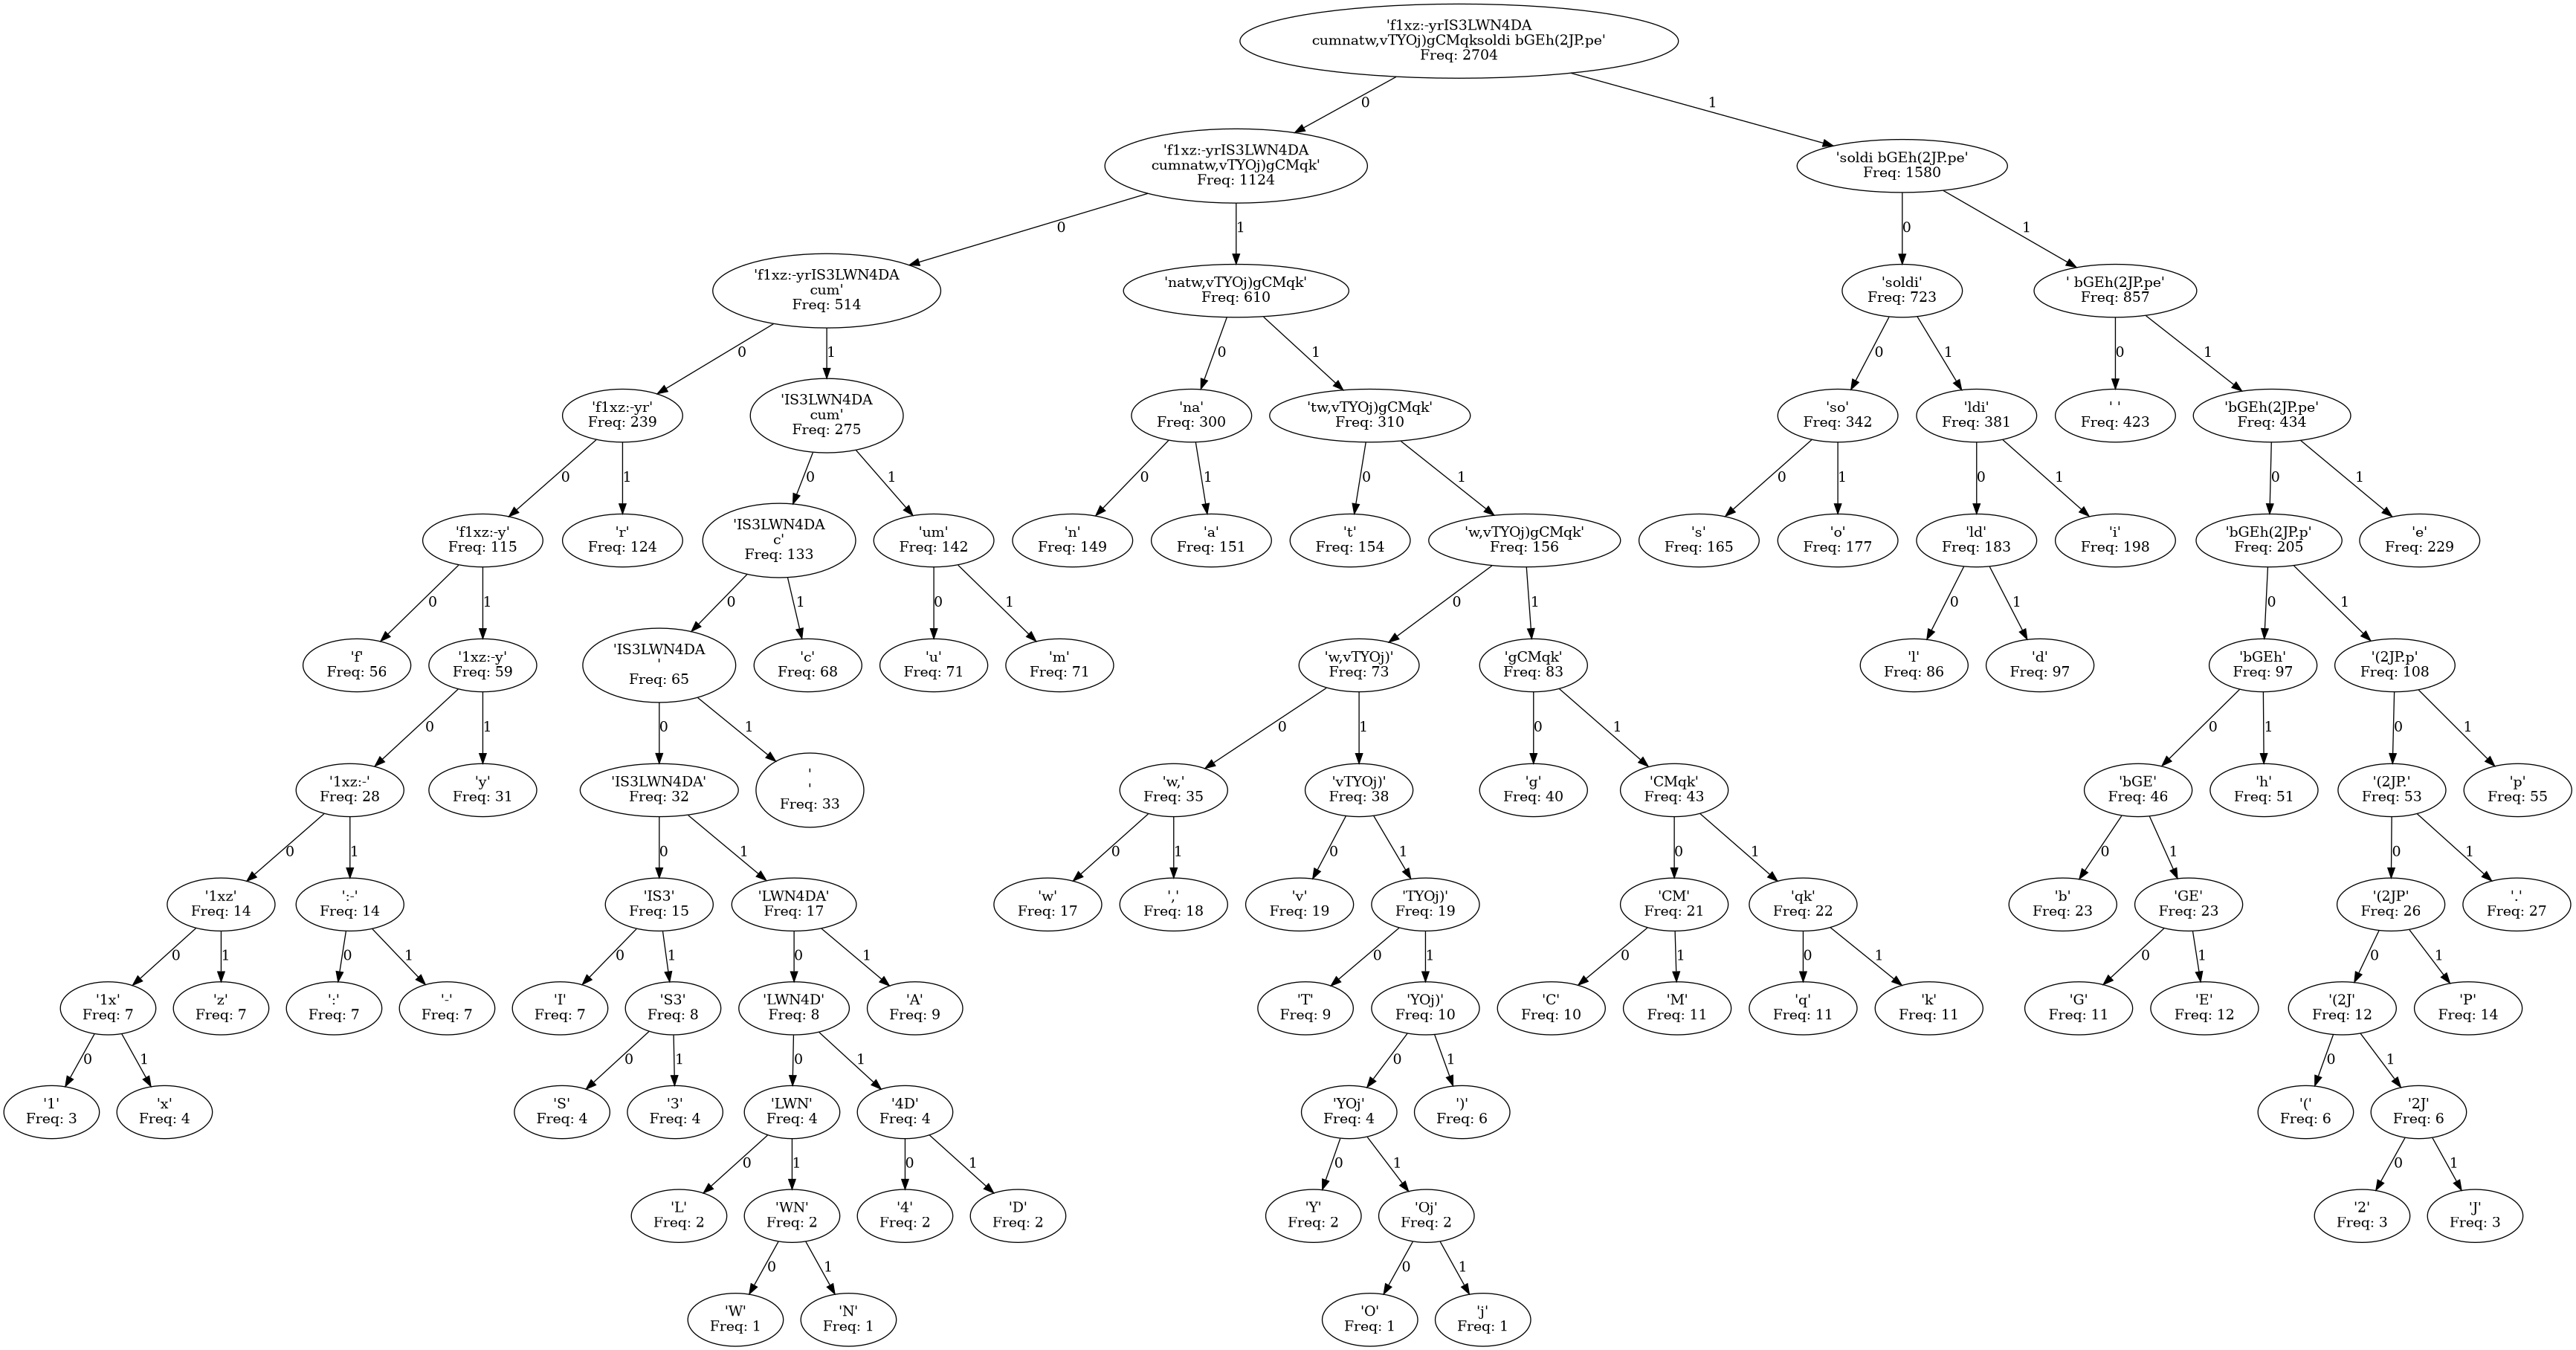 'f1xz:-yrIS3LWN4DA
cumnatw,vTYOj)gCMqksoldi bGEh(2JP.pe'
Freq: 2704
0
1
'f1xz:-yrIS3LWN4DA
cumnatw,vTYOj)gCMqk'
Freq: 1124
'soldi bGEh(2JP.pe'
Freq: 1580
0
1
0
1
'f1xz:-yrIS3LWN4DA
cum'
Freq: 514
'natw,vTYOj)gCMqk'
Freq: 610
'soldi'
Freq: 723
' bGEh(2JP.pe'
Freq: 857
0
1
0
1
0
1
0
1
'f1xz:-yr'
Freq: 239
'IS3LWN4DA
cum'
Freq: 275
'na'
Freq: 300
'tw,vTYOj)gCMqk'
Freq: 310
'so'
Freq: 342
'ldi'
Freq: 381
' '
Freq: 423
'bGEh(2JP.pe'
Freq: 434
0
1
0
1
0
1
0
1
0
1
0
1
0
1
'f1xz:-y'
Freq: 115
'r'
Freq: 124
'IS3LWN4DA
c'
Freq: 133
'um'
Freq: 142
'n'
Freq: 149
'a'
Freq: 151
't'
Freq: 154
'w,vTYOj)gCMqk'
Freq: 156
's'
Freq: 165
'o'
Freq: 177
'ld'
Freq: 183
'i'
Freq: 198
'bGEh(2JP.p'
Freq: 205
'e'
Freq: 229
0
1
0
1
0
1
0
1
0
1
0
1
'f'
Freq: 56
'1xz:-y'
Freq: 59
'IS3LWN4DA
'
Freq: 65
'c'
Freq: 68
'u'
Freq: 71
'm'
Freq: 71
'w,vTYOj)'
Freq: 73
'gCMqk'
Freq: 83
'l'
Freq: 86
'd'
Freq: 97
'bGEh'
Freq: 97
'(2JP.p'
Freq: 108
0
1
0
1
0
1
0
1
0
1
0
1
'1xz:-'
Freq: 28
'y'
Freq: 31
'IS3LWN4DA'
Freq: 32
'
'
Freq: 33
'w,'
Freq: 35
'vTYOj)'
Freq: 38
'g'
Freq: 40
'CMqk'
Freq: 43
'bGE'
Freq: 46
'h'
Freq: 51
'(2JP.'
Freq: 53
'p'
Freq: 55
0
1
0
1
0
1
0
1
0
1
0
1
0
1
'1xz'
Freq: 14
':-'
Freq: 14
'IS3'
Freq: 15
'LWN4DA'
Freq: 17
'w'
Freq: 17
','
Freq: 18
'v'
Freq: 19
'TYOj)'
Freq: 19
'CM'
Freq: 21
'qk'
Freq: 22
'b'
Freq: 23
'GE'
Freq: 23
'(2JP'
Freq: 26
'.'
Freq: 27
0
1
0
1
0
1
0
1
0
1
0
1
0
1
0
1
0
1
'1x'
Freq: 7
'z'
Freq: 7
':'
Freq: 7
'-'
Freq: 7
'I'
Freq: 7
'S3'
Freq: 8
'LWN4D'
Freq: 8
'A'
Freq: 9
'T'
Freq: 9
'YOj)'
Freq: 10
'C'
Freq: 10
'M'
Freq: 11
'q'
Freq: 11
'k'
Freq: 11
'G'
Freq: 11
'E'
Freq: 12
'(2J'
Freq: 12
'P'
Freq: 14
0
1
0
1
0
1
0
1
0
1
'1'
Freq: 3
'x'
Freq: 4
'S'
Freq: 4
'3'
Freq: 4
'LWN'
Freq: 4
'4D'
Freq: 4
'YOj'
Freq: 4
')'
Freq: 6
'('
Freq: 6
'2J'
Freq: 6
0
1
0
1
0
1
0
1
'L'
Freq: 2
'WN'
Freq: 2
'4'
Freq: 2
'D'
Freq: 2
'Y'
Freq: 2
'Oj'
Freq: 2
'2'
Freq: 3
'J'
Freq: 3
0
1
0
1
'W'
Freq: 1
'N'
Freq: 1
'O'
Freq: 1
'j'
Freq: 1